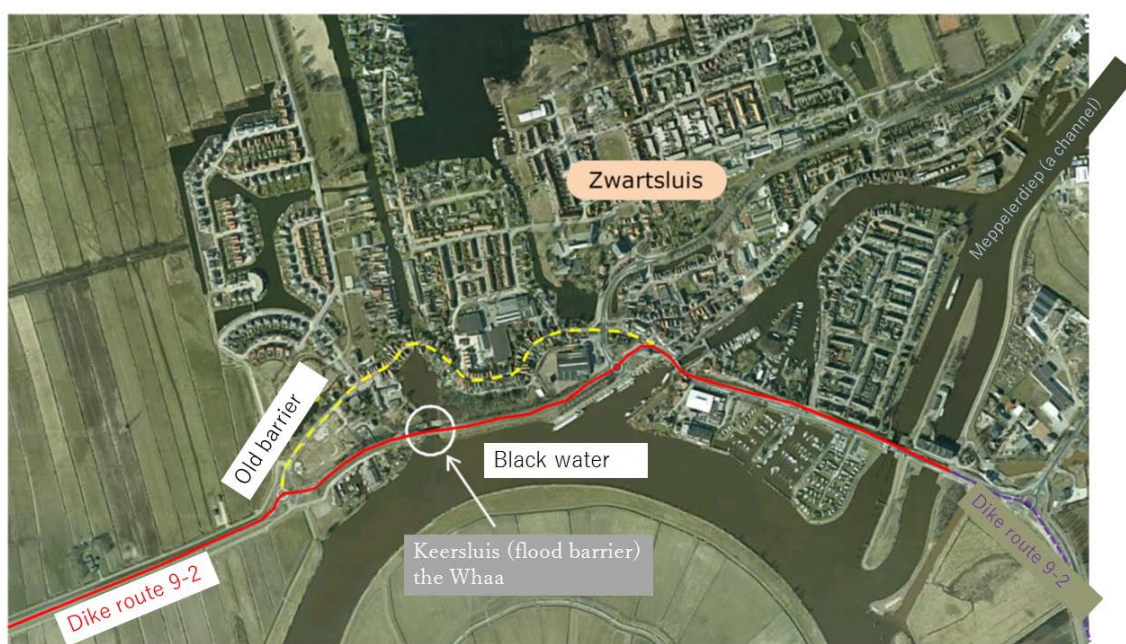 Zwartsluis
Meppelerdiep (a channel)
Old barrier
Black water
Keersluis (flood barrier)
the Whaa
Dike route 9-2
Dike route 9-2